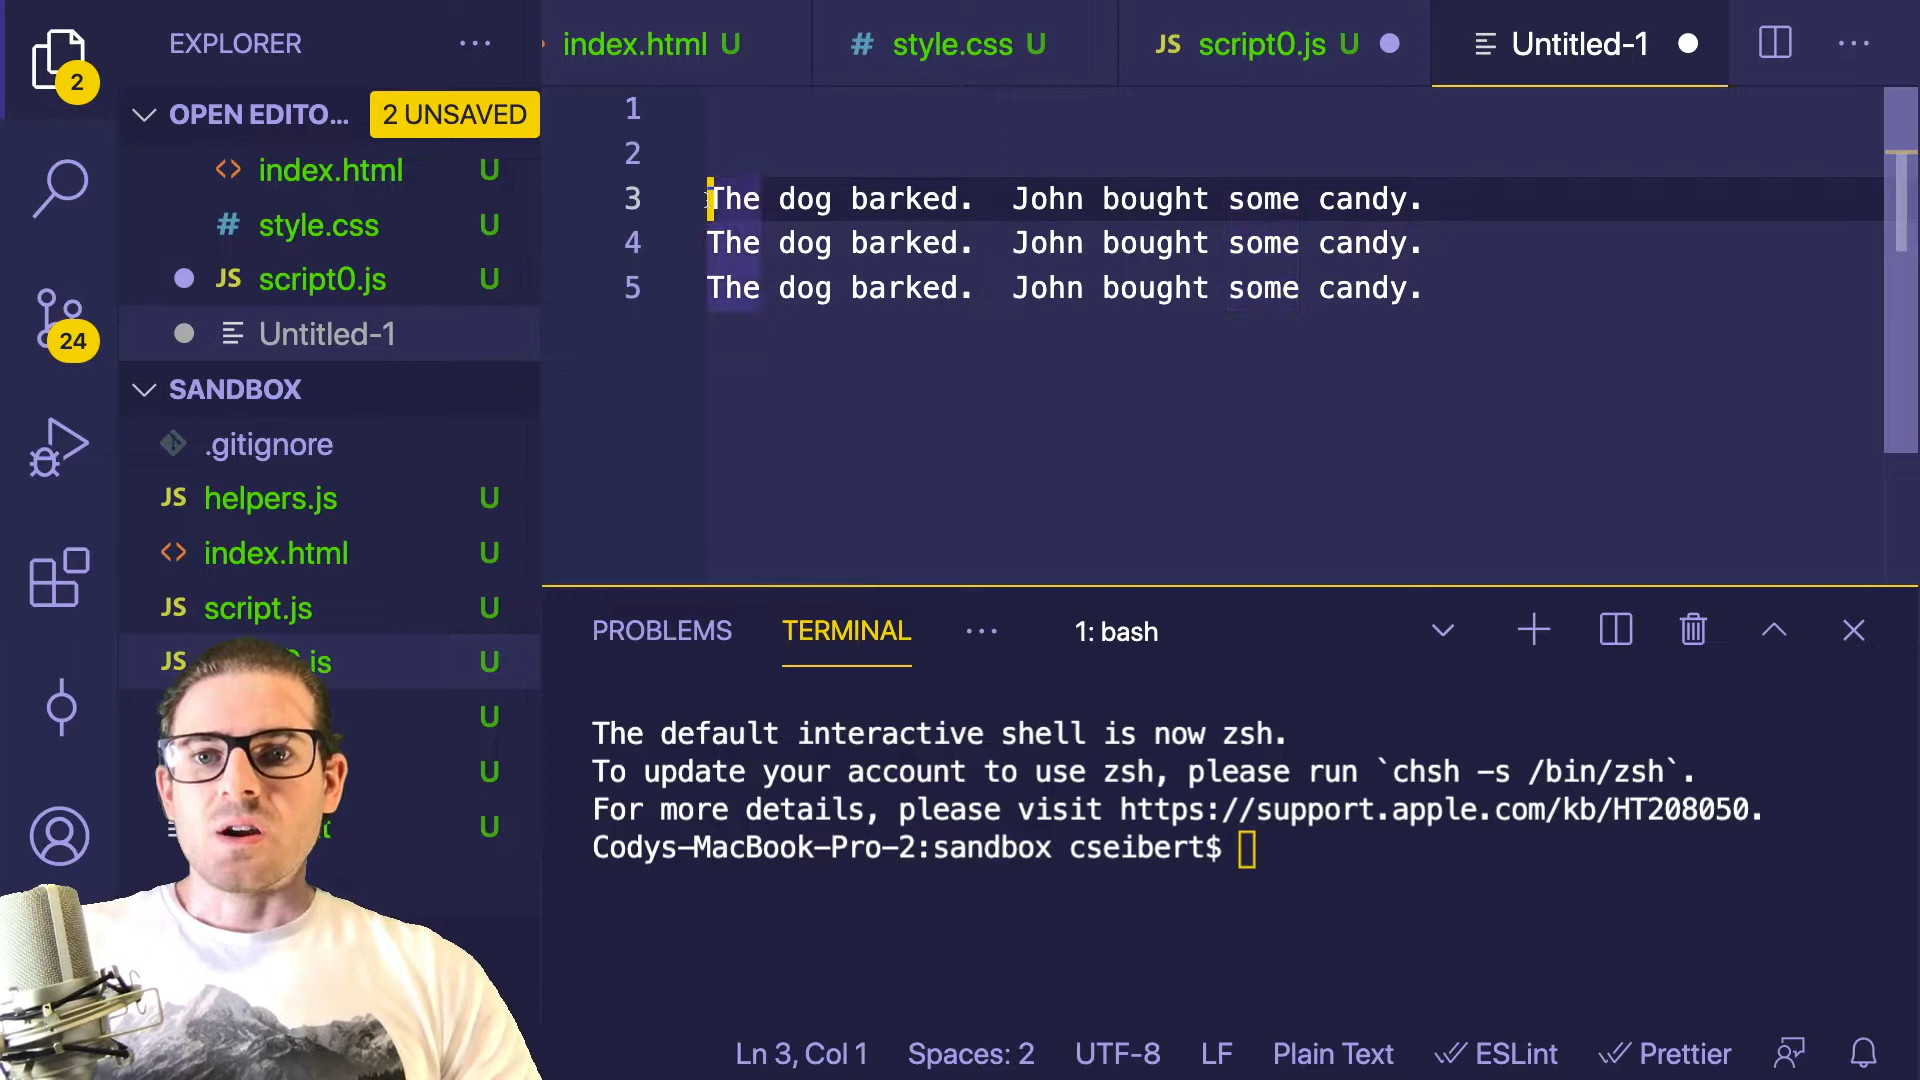 EXPLORER ...
2
OPEN EDITO... 2 UNSAVED
<> index.html U
# style.css U
JS script0.js U
Untitled-1
24
SANDBOX
.gitignore
JS helpers.js U
<> index.html U
JS script.js U
JS .js U
U
U
U
index.html U
# style.css U
JS script0.js U
Untitled-1
...
1
2
3 The dog barked.  John bought some candy.
4 The dog barked.  John bought some candy.
5 The dog barked.  John bought some candy.
PROBLEMS TERMINAL ... 1: bash
The default interactive shell is now zsh.
To update your account to use zsh, please run `chsh -s /bin/zsh`.
For more details, please visit https://support.apple.com/kb/HT208050.
Codys-MacBook-Pro-2:sandbox cseibert$
Ln 3, Col 1 Spaces: 2 UTF-8 LF Plain Text ESLint Prettier